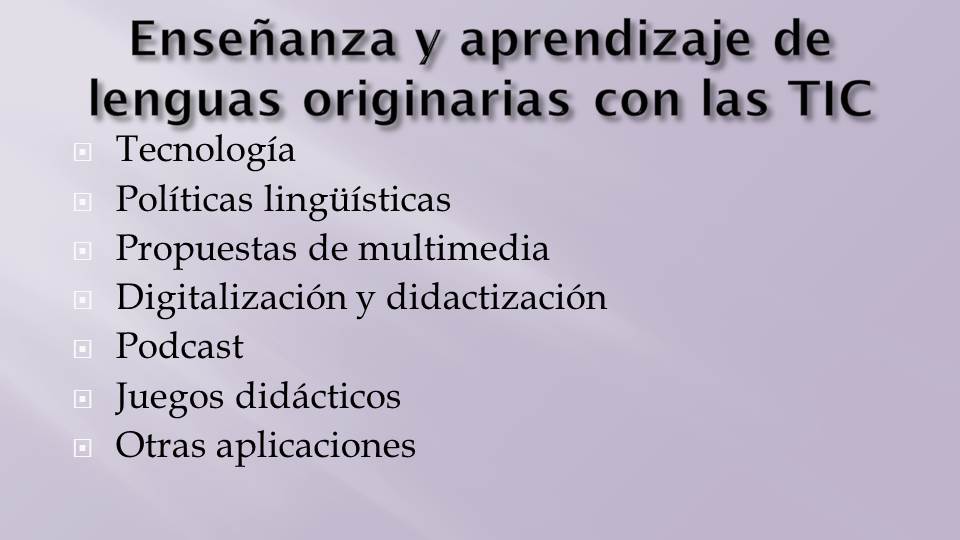 Enseñanza y aprendizaje de
lenguas originarias con las TIC
Tecnología
Políticas lingüísticas
Propuestas de multimedia
Digitalización y didactización
Podcast
Juegos didácticos
Otras aplicaciones